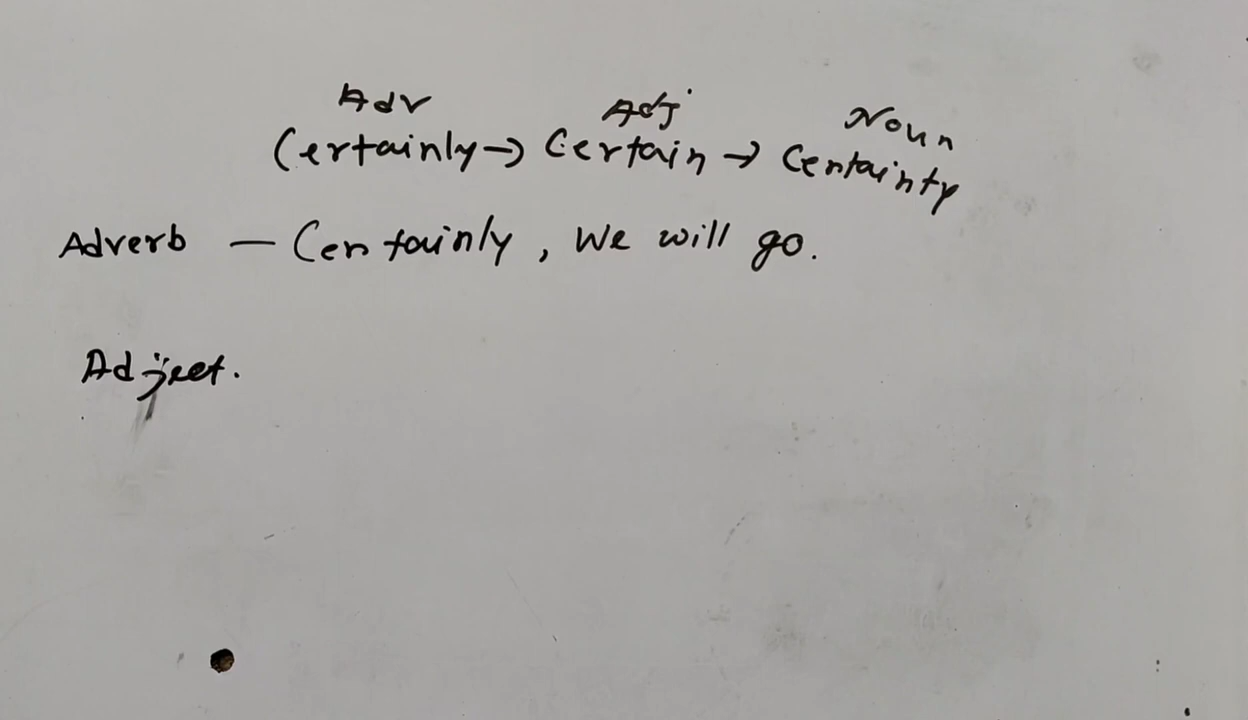 Adv Adj Noun
Certainly → Certain → Certainty
Adverb — Certainly, We will go.
Adject.